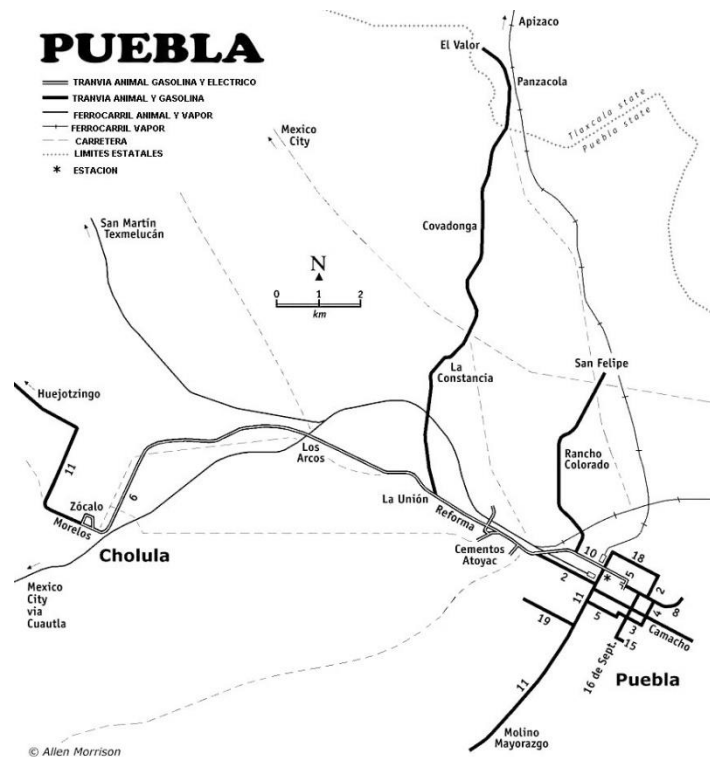 PUEBLA
TRANVIA ANIMAL GASOLINA Y ELECTRICO
TRANVIA ANIMAL Y GASOLINA
FERROCARRIL ANIMAL Y VAPOR
FERROCARRIL VAPOR
CARRETERA
LIMITES ESTATALES
* ESTACION
Apizaco
El Valor
Panzacola
Tlaxcala state
Puebla state
Mexico
City
San Martín
Texmelucán
Covadonga
N
0 1 2
km
La
Constancia
San Felipe
Huejotzingo
Rancho
Colorado
Los
Arcos
11
6
Zócalo
Morelos
La Unión
Reforma
Cholula
Cementos
Atoyac
10
18
5
2
2
*
Mexico
City
via
Cuautla
11
4
8
5
3
Camacho
19
15
16 de Sept.
11
Puebla
Molino
Mayorazgo
© Allen Morrison